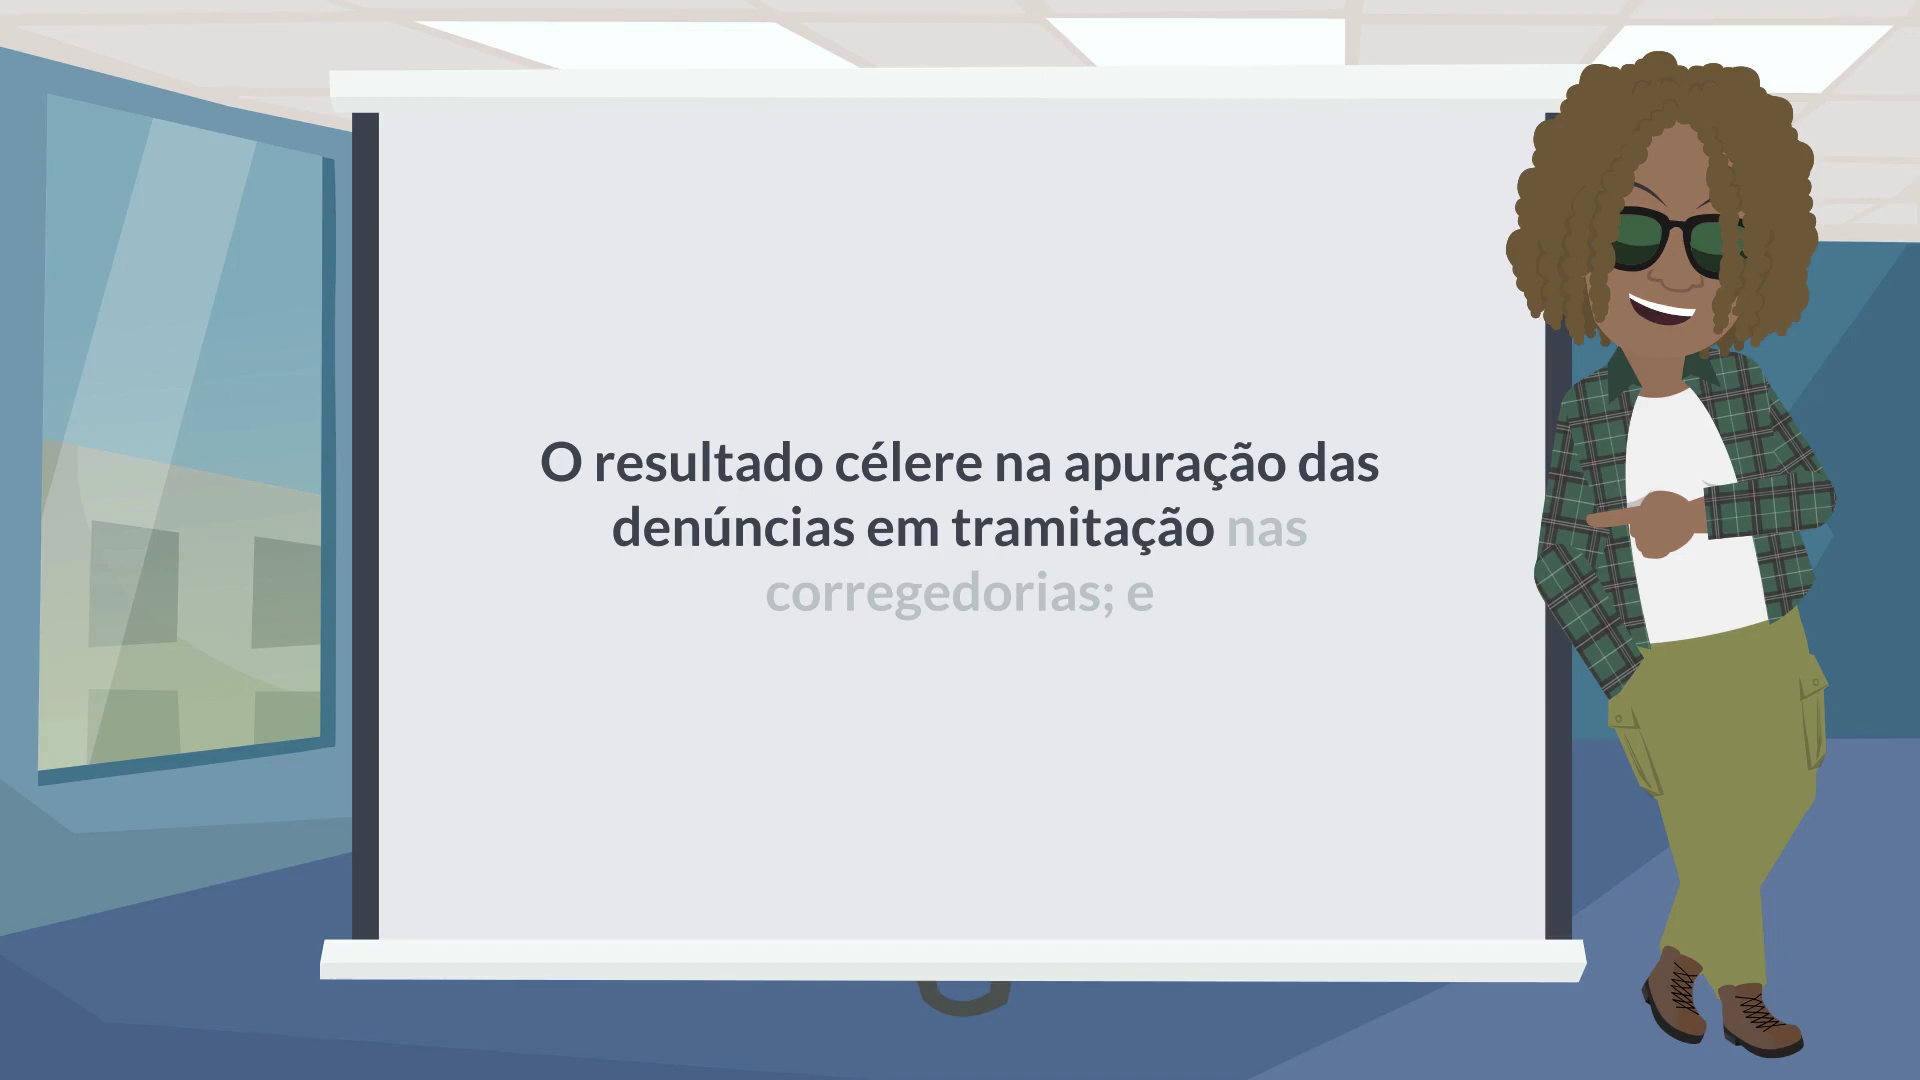 O resultado célere na apuração das
denúncias em tramitação nas
corregedorias; e